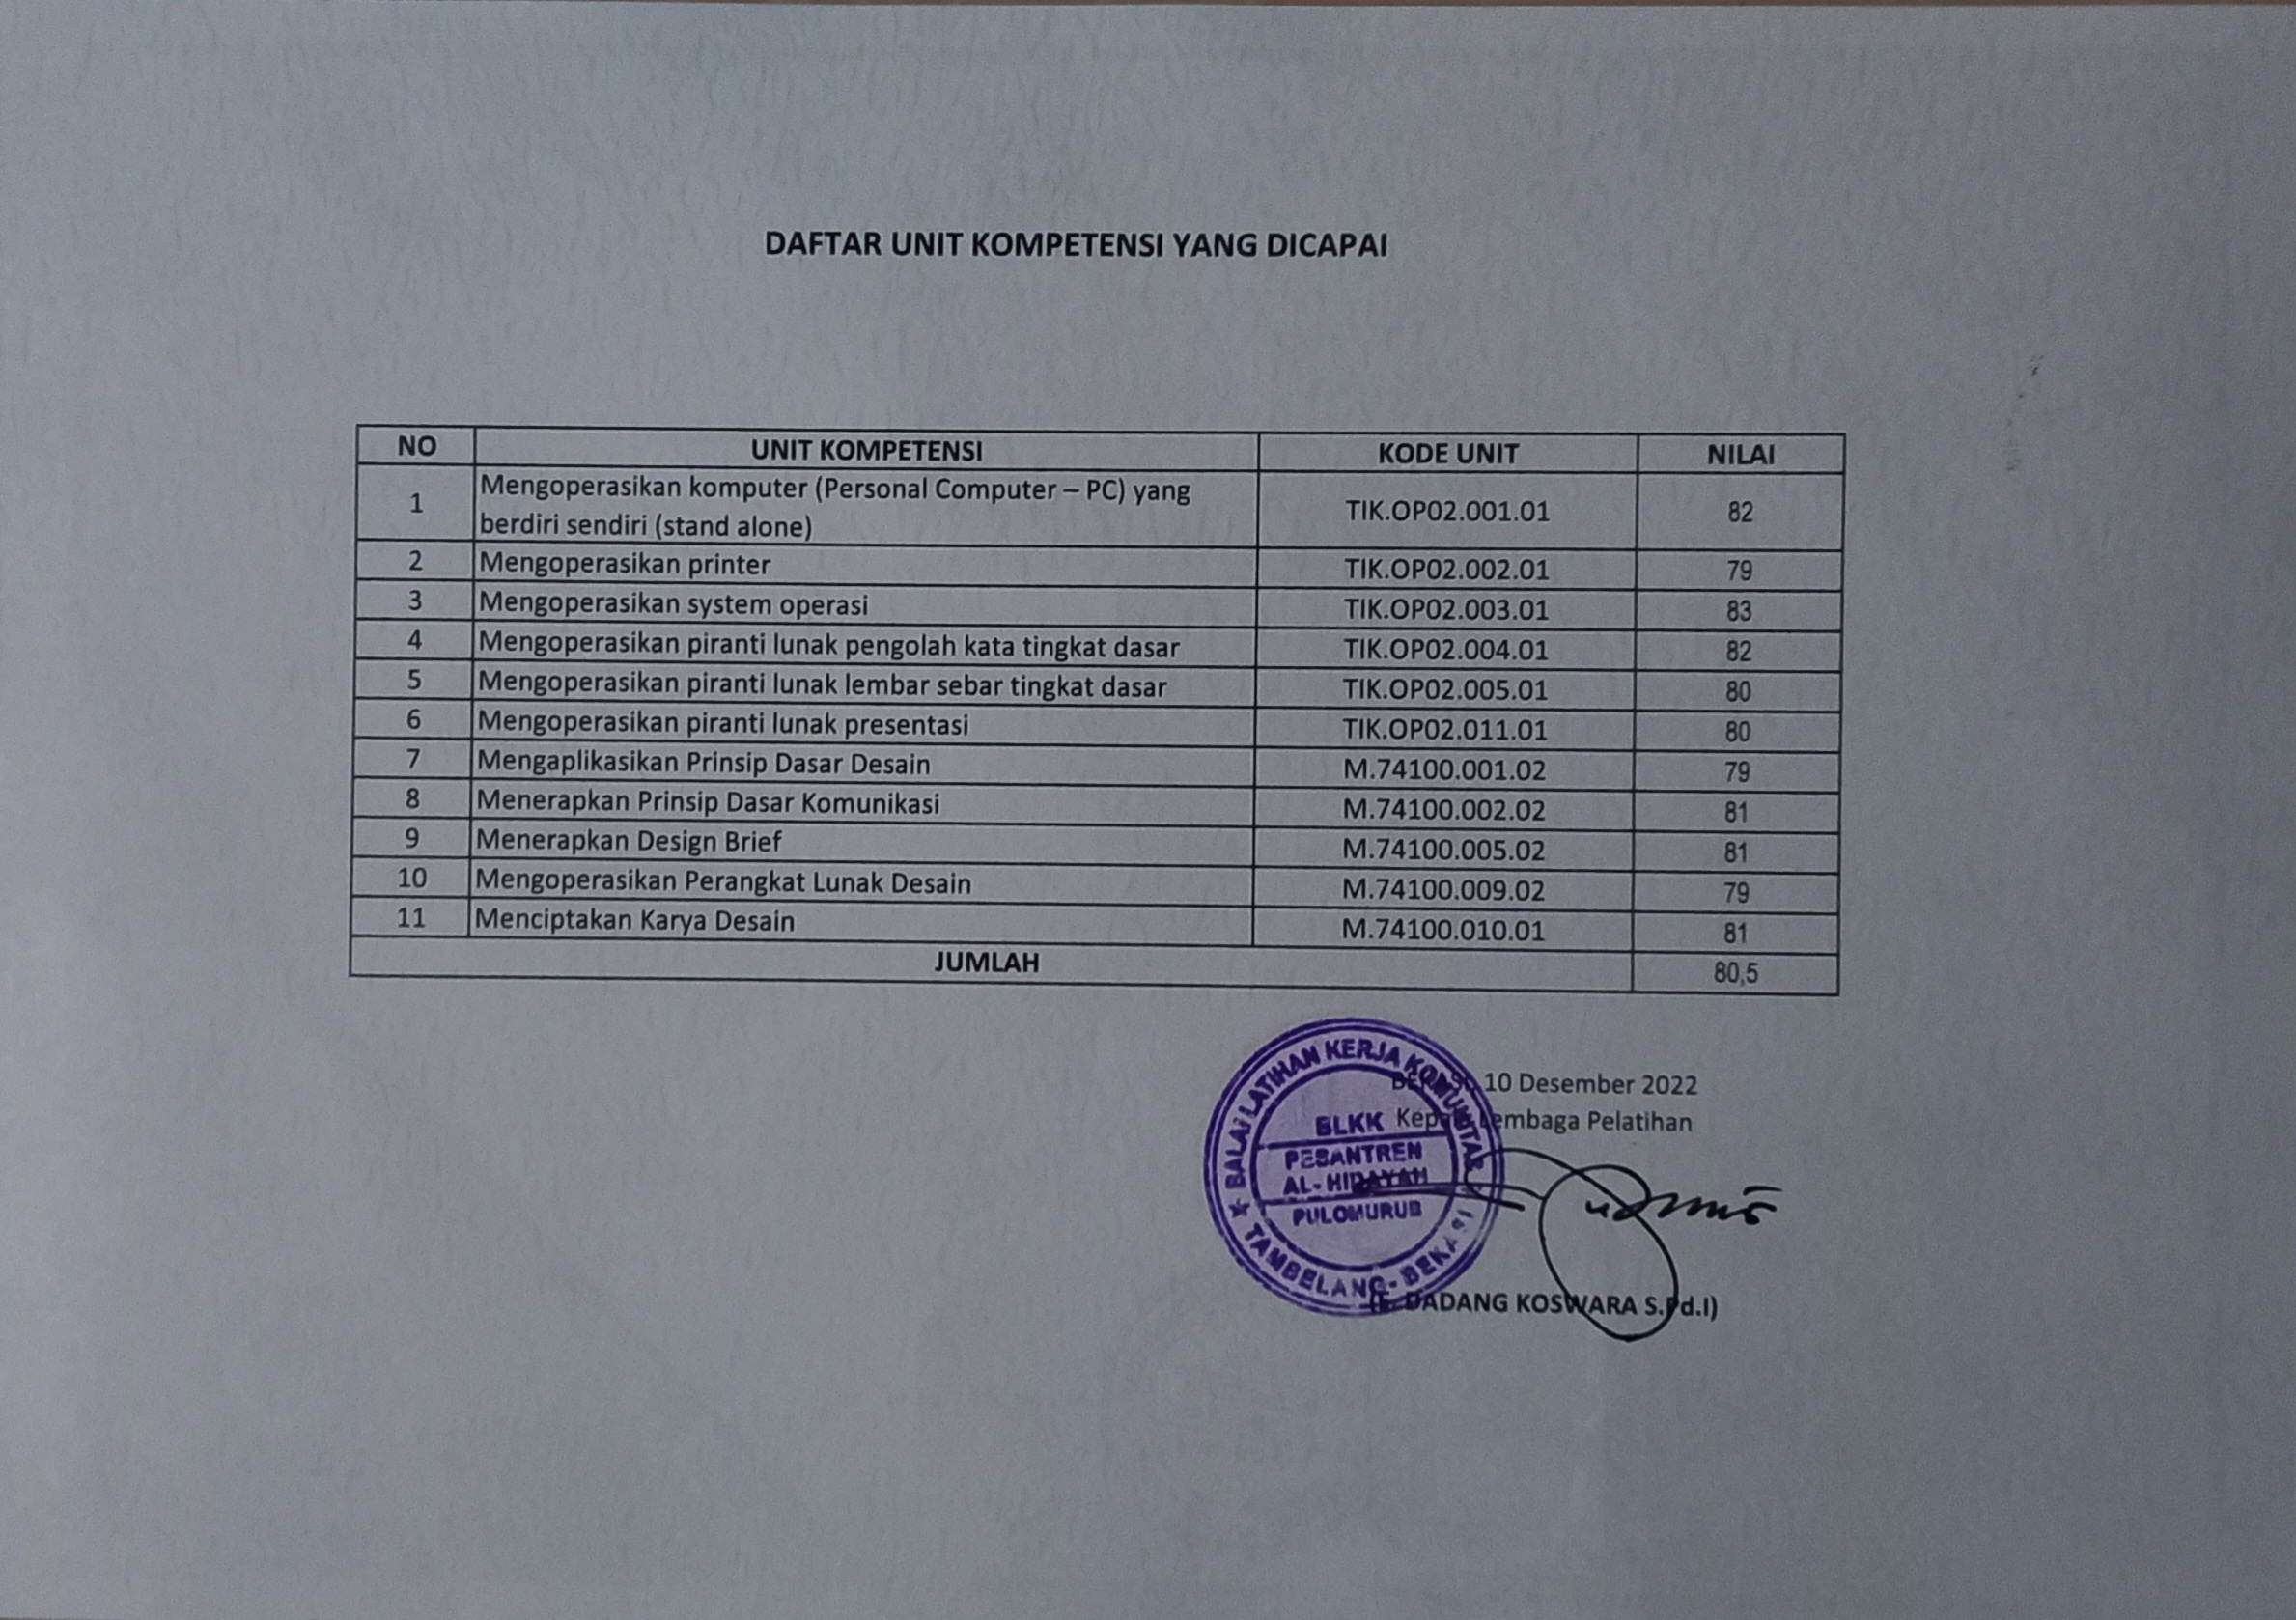 DAFTAR UNIT KOMPETENSI YANG DICAPAI
NO UNIT KOMPETENSI KODE UNIT NILAI
1 Mengoperasikan komputer (Personal Computer – PC) yang
berdiri sendiri (stand alone) TIK.OP02.001.01 82
2 Mengoperasikan printer TIK.OP02.002.01 79
3 Mengoperasikan system operasi TIK.OP02.003.01 83
4 Mengoperasikan piranti lunak pengolah kata tingkat dasar TIK.OP02.004.01 82
5 Mengoperasikan piranti lunak lembar sebar tingkat dasar TIK.OP02.005.01 80
6 Mengoperasikan piranti lunak presentasi TIK.OP02.011.01 80
7 Mengaplikasikan Prinsip Dasar Desain M.74100.001.02 79
8 Menerapkan Prinsip Dasar Komunikasi M.74100.002.02 81
9 Menerapkan Design Brief M.74100.005.02 81
10 Mengoperasikan Perangkat Lunak Desain M.74100.009.02 79
11 Menciptakan Karya Desain M.74100.010.01 81
JUMLAH 80,5
10 Desember 2022
Kepala Lembaga Pelatihan
BALAI LATIHAN KERJA KOMUNITAS
BLKK
PESANTREN
AL-HIDAYAH
PULOMURUB
TAMBELANG-BEKASI
DADANG KOSWARA S.Pd.I)